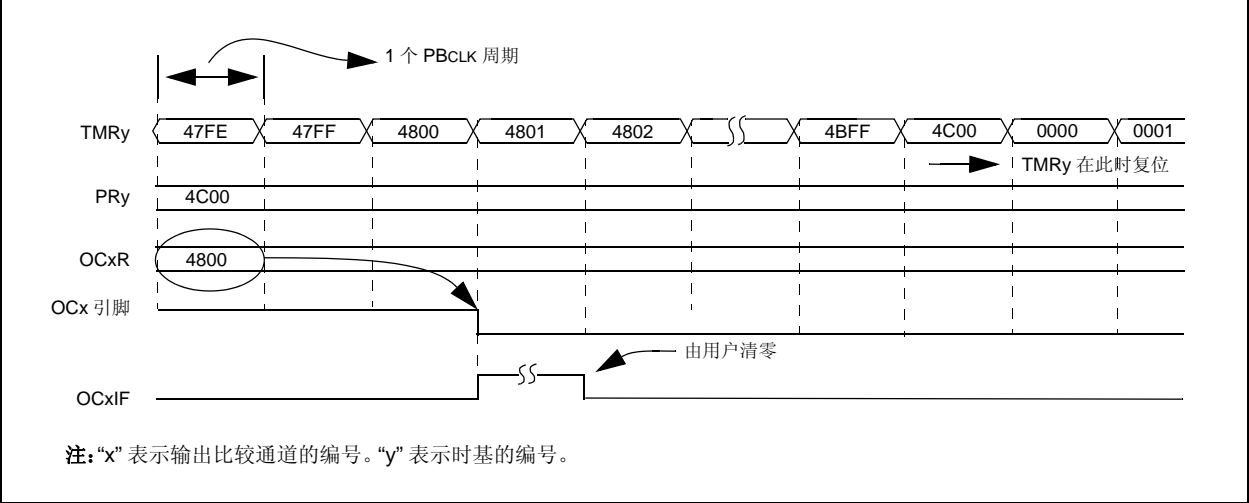 1 个 PBCLK 周期
TMRy 47FE 47FF 4800 4801 4802 4BFF 4C00 0000 0001
TMRy 在此时复位
PRy 4C00
OCxR 4800
OCx 引脚
由用户清零
OCxIF
注:“x” 表示输出比较通道的编号。“y” 表示时基的编号。